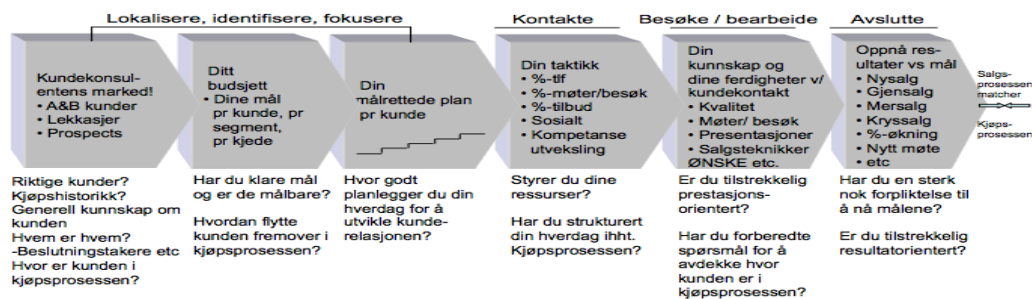 Lokalisere, identifisere, fokusere
Kontakte
Besøke / bearbeide
Avslutte
Kundekonsul-
entens marked!
• A&B kunder
• Lekkasjer
• Prospects
Ditt
budsjett
• Dine mål
pr kunde, pr
segment,
pr kjede
Din
målrettede plan
pr kunde
Din taktikk
• %-tlf
• %-møter/besøk
• %-tilbud
• Sosialt
• Kompetanse
utveksling
Din
kunnskap og
dine ferdigheter v/
kundekontakt
• Kvalitet
• Møter/ besøk
• Presentasjoner
• Salgsteknikker
ØNSKE etc.
Oppnå res-
ultater vs mål
• Nysalg
• Gjensalg
• Mersalg
• Kryssalg
• %-økning
• Nytt møte
• etc
Salgs-
prosessen
matcher
Kjøps-
prosessen
Riktige kunder?
Kjøpshistorikk?
Generell kunnskap om
kunden
Hvem er hvem?
-Beslutningstakere etc
Hvor er kunden i
kjøpsprosessen?
Har du klare mål
og er de målbare?
Hvordan flytte
kunden fremover i
kjøpsprosessen?
Hvor godt
planlegger du din
hverdag for å
utvikle kunde-
relasjonen?
Styrer du dine
ressurser?
Har du strukturert
din hverdag ihht.
Kjøpsprosessen?
Er du tilstrekkelig
prestasjons-
orientert?
Har du forberedte
spørsmål for å
avdekke hvor
kunden er i
kjøpsprosessen?
Har du en sterk
nok forpliktelse til
å nå målene?
Er du tilstrekkelig
resultatorientert?